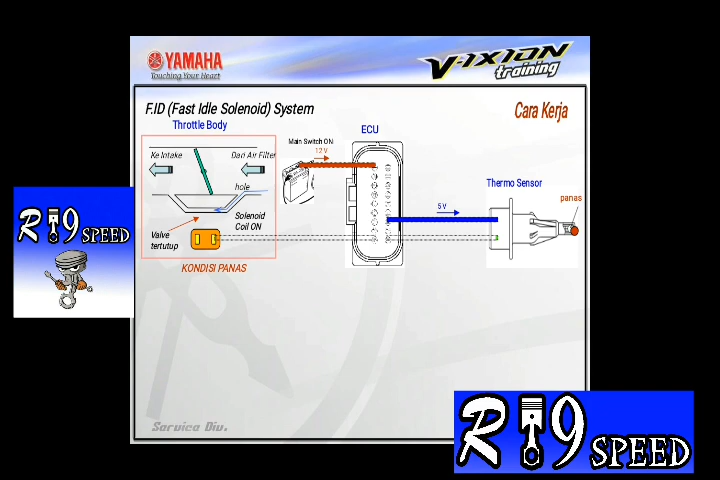 YAMAHA
Touching Your Heart
V-IXION
training
F.ID (Fast Idle Solenoid) System
Cara Kerja
Throttle Body
ECU
Main Switch ON
12 V
Ke Intake
Dari Air Filter
hole
Thermo Sensor
panas
5 V
Solenoid
Coil ON
Valve
tertutup
KONDISI PANAS
R 9 SPEED
Service Div.
R 9 SPEED